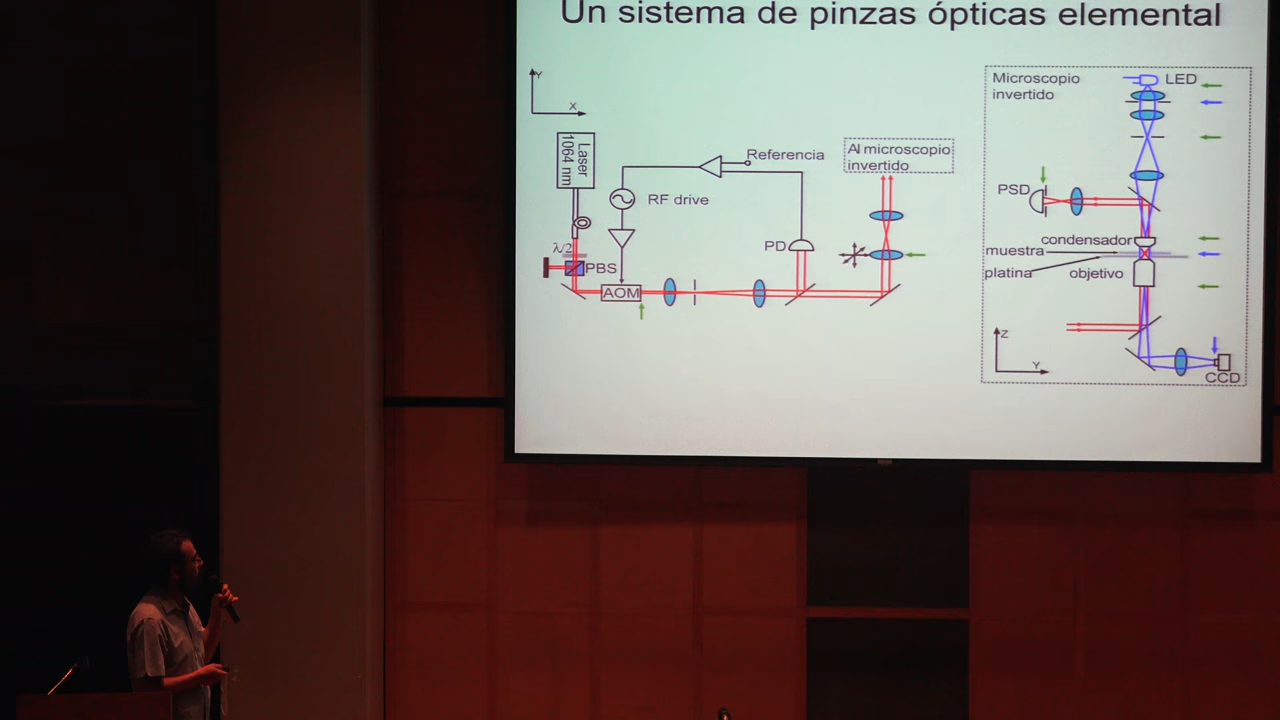 Un sistema de pinzas ópticas elemental
Y
X
Laser
1064 nm
λ/2
PBS
AOM
RF drive
Referencia
PD
Al microscopio
invertido
Microscopio
invertido
LED
PSD
condensador
muestra
platina
objetivo
Z
Y
CCD